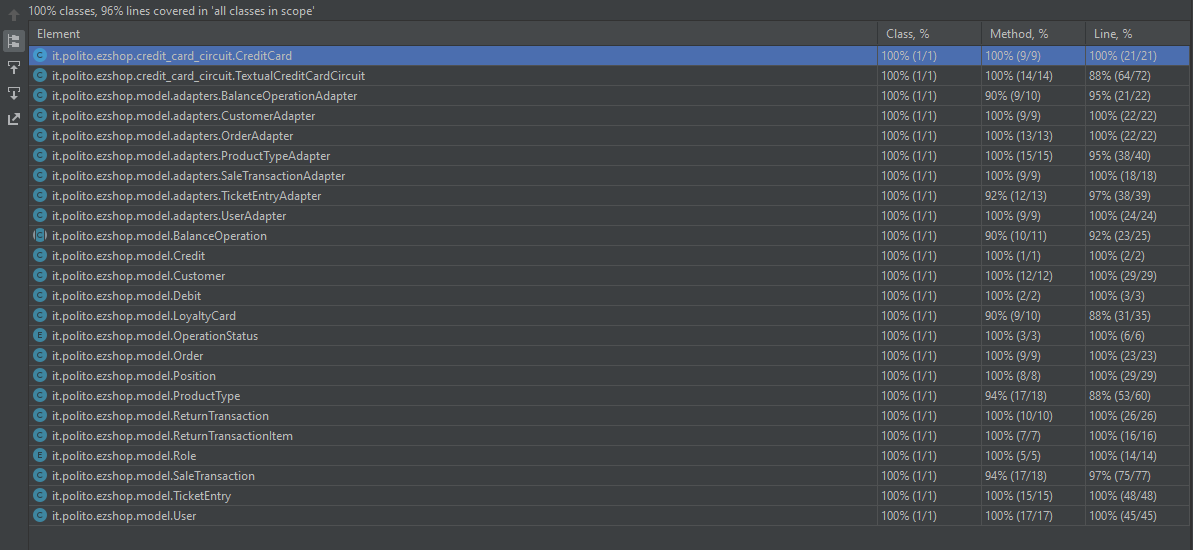 100% classes, 96% lines covered in 'all classes in scope'
Element Class, % Method, % Line, %
C it.polito.ezshop.credit_card_circuit.CreditCard 100% (1/1) 100% (9/9) 100% (21/21)
C it.polito.ezshop.credit_card_circuit.TextualCreditCardCircuit 100% (1/1) 100% (14/14) 88% (64/72)
C it.polito.ezshop.model.adapters.BalanceOperationAdapter 100% (1/1) 90% (9/10) 95% (21/22)
C it.polito.ezshop.model.adapters.CustomerAdapter 100% (1/1) 100% (9/9) 100% (22/22)
C it.polito.ezshop.model.adapters.OrderAdapter 100% (1/1) 100% (13/13) 100% (22/22)
C it.polito.ezshop.model.adapters.ProductTypeAdapter 100% (1/1) 100% (15/15) 95% (38/40)
C it.polito.ezshop.model.adapters.SaleTransactionAdapter 100% (1/1) 100% (9/9) 100% (18/18)
C it.polito.ezshop.model.adapters.TicketEntryAdapter 100% (1/1) 92% (12/13) 97% (38/39)
C it.polito.ezshop.model.adapters.UserAdapter 100% (1/1) 100% (9/9) 100% (24/24)
C it.polito.ezshop.model.BalanceOperation 100% (1/1) 90% (10/11) 92% (23/25)
C it.polito.ezshop.model.Credit 100% (1/1) 100% (1/1) 100% (2/2)
C it.polito.ezshop.model.Customer 100% (1/1) 100% (12/12) 100% (29/29)
C it.polito.ezshop.model.Debit 100% (1/1) 100% (2/2) 100% (3/3)
C it.polito.ezshop.model.LoyaltyCard 100% (1/1) 90% (9/10) 88% (31/35)
E it.polito.ezshop.model.OperationStatus 100% (1/1) 100% (3/3) 100% (6/6)
C it.polito.ezshop.model.Order 100% (1/1) 100% (9/9) 100% (23/23)
C it.polito.ezshop.model.Position 100% (1/1) 100% (8/8) 100% (29/29)
C it.polito.ezshop.model.ProductType 100% (1/1) 94% (17/18) 88% (53/60)
C it.polito.ezshop.model.ReturnTransaction 100% (1/1) 100% (10/10) 100% (26/26)
C it.polito.ezshop.model.ReturnTransactionItem 100% (1/1) 100% (7/7) 100% (16/16)
E it.polito.ezshop.model.Role 100% (1/1) 100% (5/5) 100% (14/14)
C it.polito.ezshop.model.SaleTransaction 100% (1/1) 94% (17/18) 97% (75/77)
C it.polito.ezshop.model.TicketEntry 100% (1/1) 100% (15/15) 100% (48/48)
C it.polito.ezshop.model.User 100% (1/1) 100% (17/17) 100% (45/45)